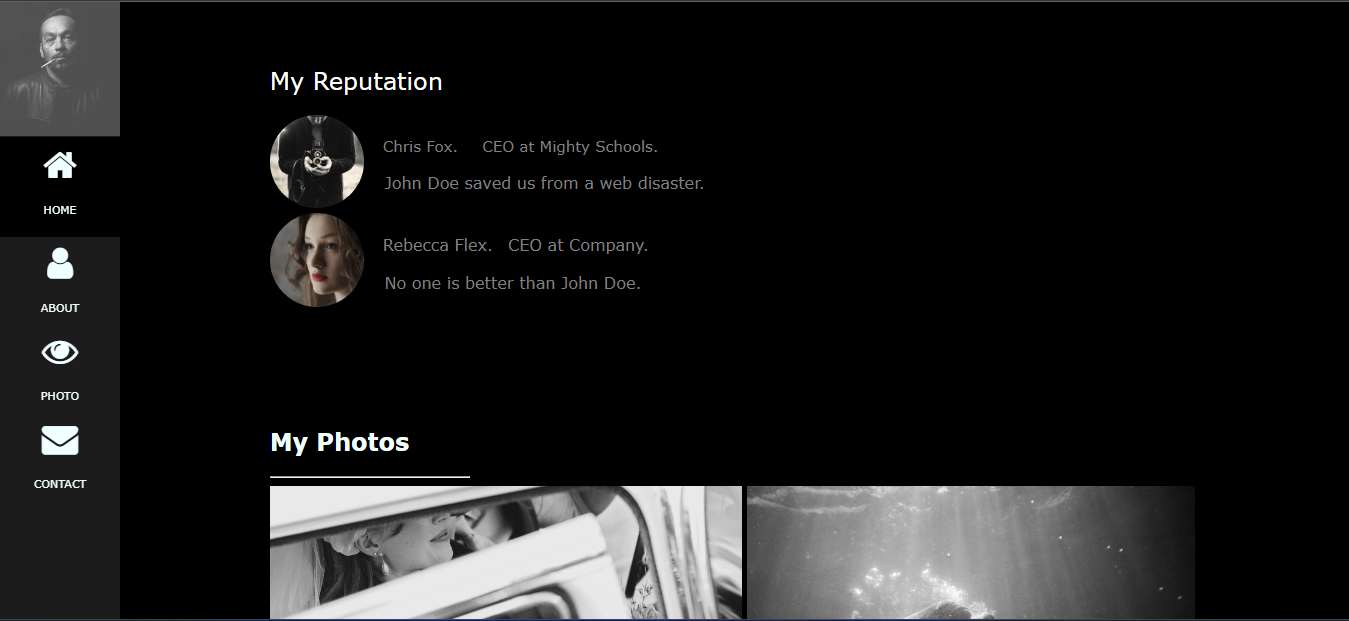 HOME
ABOUT
PHOTO
CONTACT
My Reputation
Chris Fox. CEO at Mighty Schools.
John Doe saved us from a web disaster.
Rebecca Flex. CEO at Company.
No one is better than John Doe.
My Photos